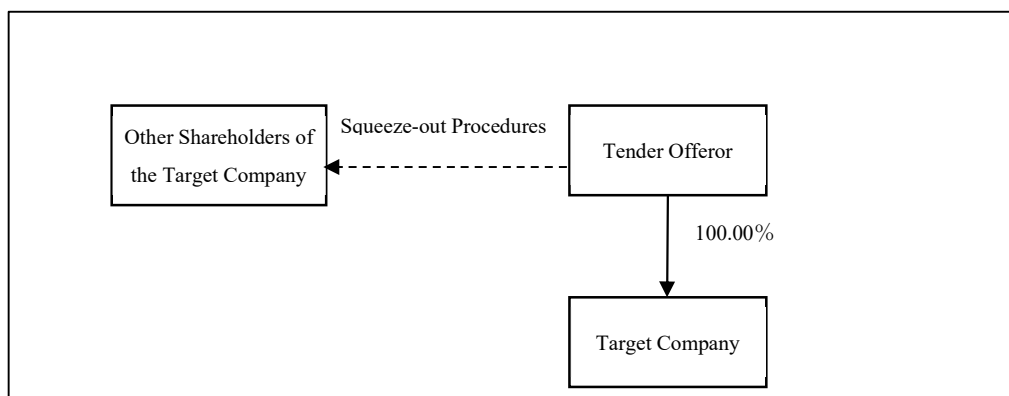 Squeeze-out Procedures
Other Shareholders of
the Target Company
Tender Offeror
100.00%
Target Company